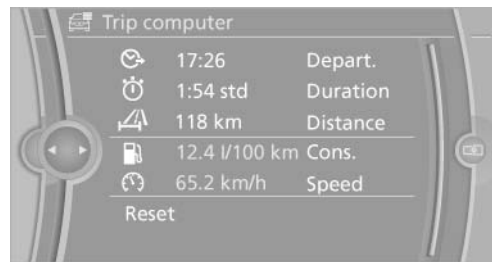 Trip computer
17:26 Depart.
1:54 std Duration
118 km Distance
12.4 l/100 km Cons.
65.2 km/h Speed
Reset